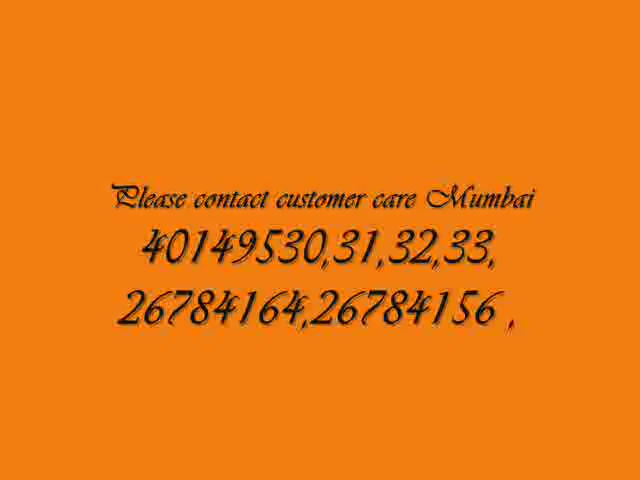 Please contact customer care Mumbai
40149530,31,32,33,
26784164,26784156 ,